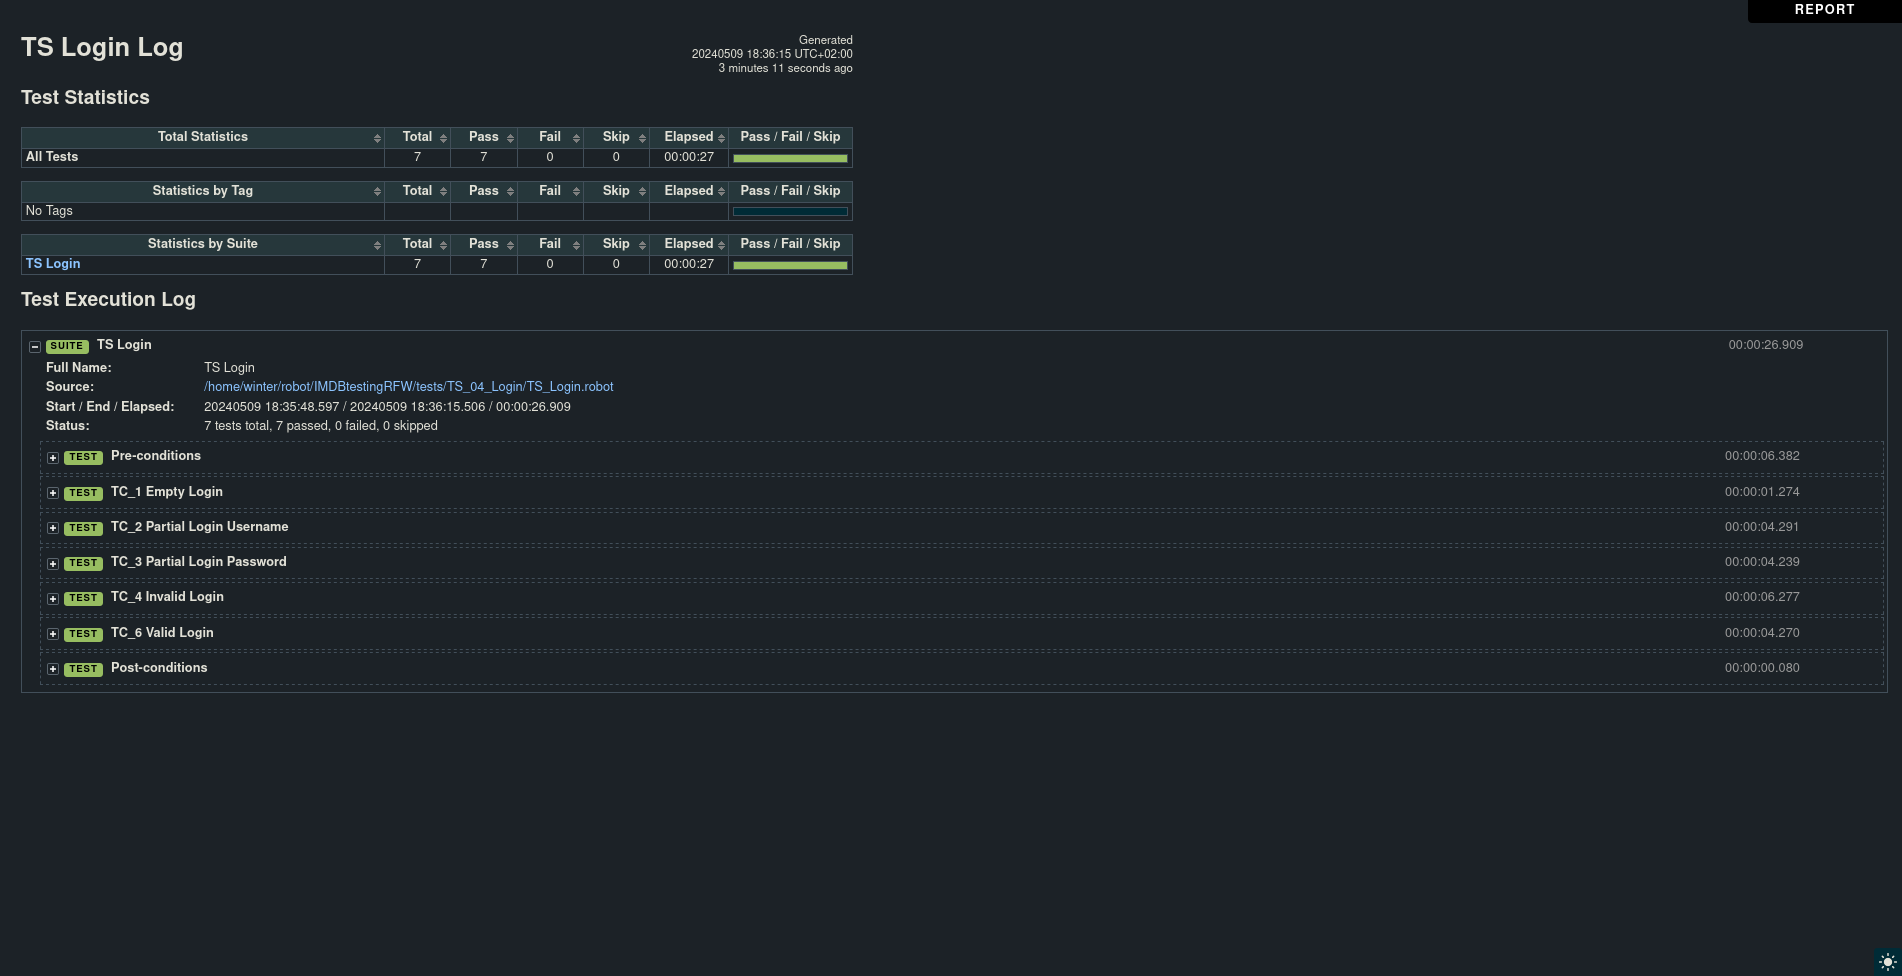 REPORT
TS Login Log
Generated
20240509 18:36:15 UTC+02:00
3 minutes 11 seconds ago
Test Statistics
Total Statistics Total Pass Fail Skip Elapsed Pass / Fail / Skip
All Tests 7 7 0 0 00:00:27
Statistics by Tag Total Pass Fail Skip Elapsed Pass / Fail / Skip
No Tags
Statistics by Suite Total Pass Fail Skip Elapsed Pass / Fail / Skip
TS Login 7 7 0 0 00:00:27
Test Execution Log
SUITE TS Login 00:00:26.909
Full Name: TS Login
Source: /home/winter/robot/IMDBtestingRFW/tests/TS_04_Login/TS_Login.robot
Start / End / Elapsed: 20240509 18:35:48.597 / 20240509 18:36:15.506 / 00:00:26.909
Status: 7 tests total, 7 passed, 0 failed, 0 skipped
TEST Pre-conditions 00:00:06.382
TEST TC_1 Empty Login 00:00:01.274
TEST TC_2 Partial Login Username 00:00:04.291
TEST TC_3 Partial Login Password 00:00:04.239
TEST TC_4 Invalid Login 00:00:06.277
TEST TC_6 Valid Login 00:00:04.270
TEST Post-conditions 00:00:00.080